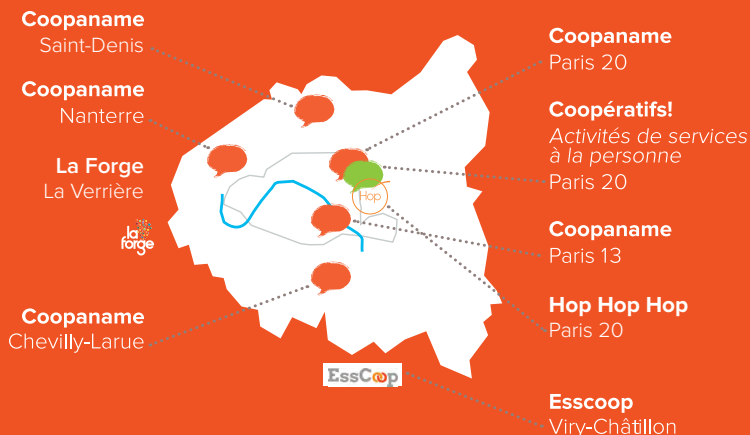 Coopaname
Saint-Denis
Coopaname
Nanterre
La Forge
La Verrière
la
forge
Coopaname
Chevilly-Larue
Hop
EssCoop
Coopaname
Paris 20
Coopératifs!
Activités de services
à la personne
Paris 20
Coopaname
Paris 13
Hop Hop Hop
Paris 20
Esscoop
Viry-Châtillon